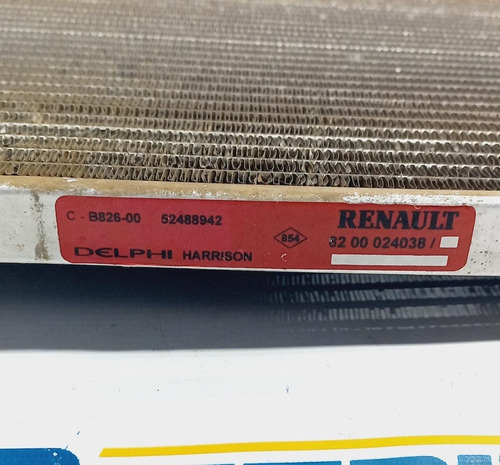 C - B826-00 52488942
DELPHI HARRISON
854
RENAULT
82 00 024038 /